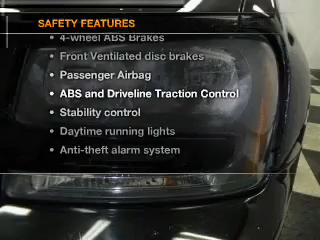 SAFETY FEATURES
• 4-wheel ABS Brakes
• Front Ventilated disc brakes
• Passenger Airbag
• ABS and Driveline Traction Control
• Stability control
• Daytime running lights
• Anti-theft alarm system